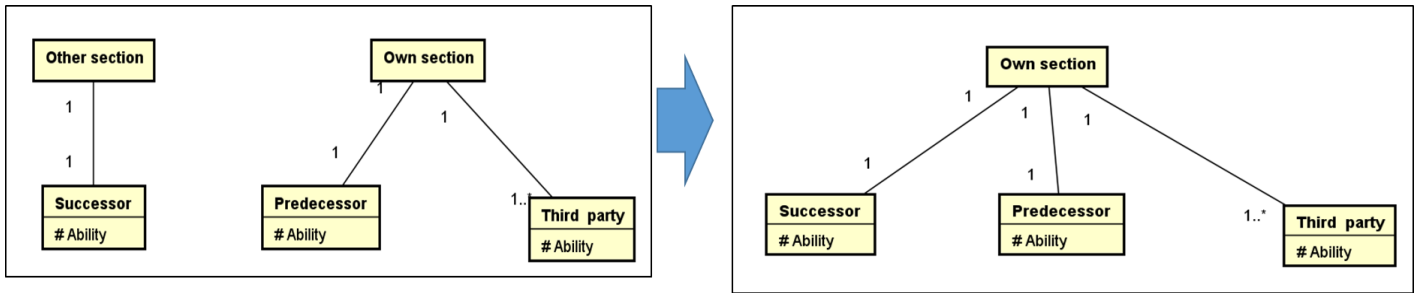 Other section
Own section
1
1
1
1
1
1..*
Successor
# Ability
Predecessor
# Ability
Third party
# Ability
Own section
1
1
1
1
1
1..*
Successor
# Ability
Predecessor
# Ability
Third party
# Ability